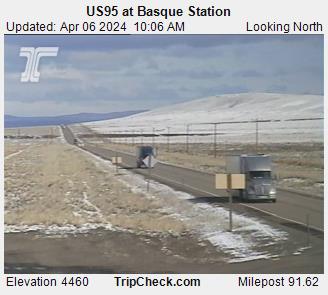 US95 at Basque Station
Updated: Apr 06 2024 10:06 AM Looking North
Elevation 4460 TripCheck.com Milepost 91.62